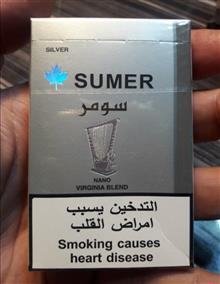 SILVER
SUMER
سومر
NANO
VIRGINIA BLEND
التدخين يسبب
امراض القلب
Smoking causes
heart disease